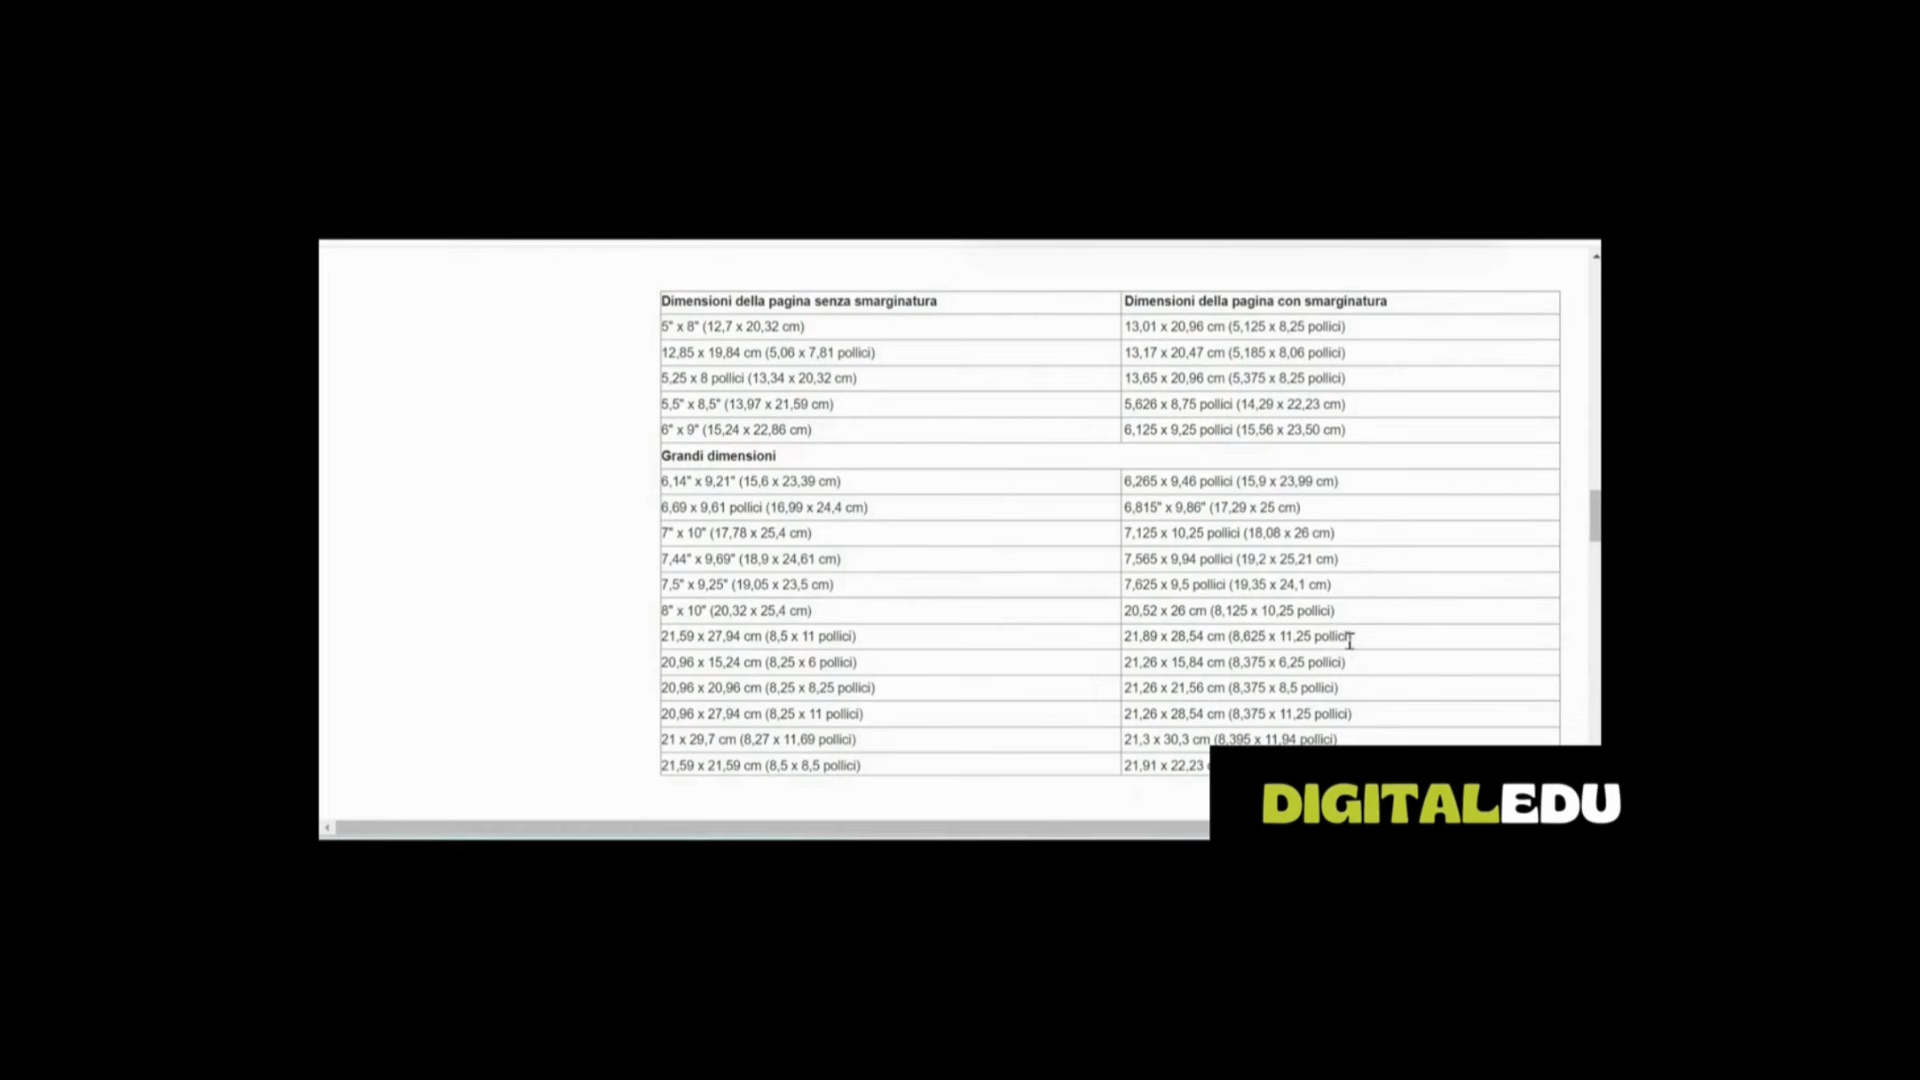 Dimensioni della pagina senza smarginatura Dimensioni della pagina con smarginatura
5" x 8" (12,7 x 20,32 cm) 13,01 x 20,96 cm (5,125 x 8,25 pollici)
12,85 x 19,84 cm (5,06 x 7,81 pollici) 13,17 x 20,47 cm (5,185 x 8,06 pollici)
5,25 x 8 pollici (13,34 x 20,32 cm) 13,65 x 20,96 cm (5,375 x 8,25 pollici)
5,5" x 8,5" (13,97 x 21,59 cm) 5,626 x 8,75 pollici (14,29 x 22,23 cm)
6" x 9" (15,24 x 22,86 cm) 6,125 x 9,25 pollici (15,56 x 23,50 cm)
Grandi dimensioni
6,14" x 9,21" (15,6 x 23,39 cm) 6,265 x 9,46 pollici (15,9 x 23,99 cm)
6,69 x 9,61 pollici (16,99 x 24,4 cm) 6,815" x 9,86" (17,29 x 25 cm)
7" x 10" (17,78 x 25,4 cm) 7,125 x 10,25 pollici (18,08 x 26 cm)
7,44" x 9,69" (18,9 x 24,61 cm) 7,565 x 9,94 pollici (19,2 x 25,21 cm)
7,5" x 9,25" (19,05 x 23,5 cm) 7,625 x 9,5 pollici (19,35 x 24,1 cm)
8" x 10" (20,32 x 25,4 cm) 20,52 x 26 cm (8,125 x 10,25 pollici)
21,59 x 27,94 cm (8,5 x 11 pollici) 21,89 x 28,54 cm (8,625 x 11,25 pollici)
20,96 x 15,24 cm (8,25 x 6 pollici) 21,26 x 15,84 cm (8,375 x 6,25 pollici)
20,96 x 20,96 cm (8,25 x 8,25 pollici) 21,26 x 21,56 cm (8,375 x 8,5 pollici)
20,96 x 27,94 cm (8,25 x 11 pollici) 21,26 x 28,54 cm (8,375 x 11,25 pollici)
21 x 29,7 cm (8,27 x 11,69 pollici) 21,3 x 30,3 cm (8,395 x 11,94 pollici)
21,59 x 21,59 cm (8,5 x 8,5 pollici) 21,91 x 22,23
DIGITALEDU